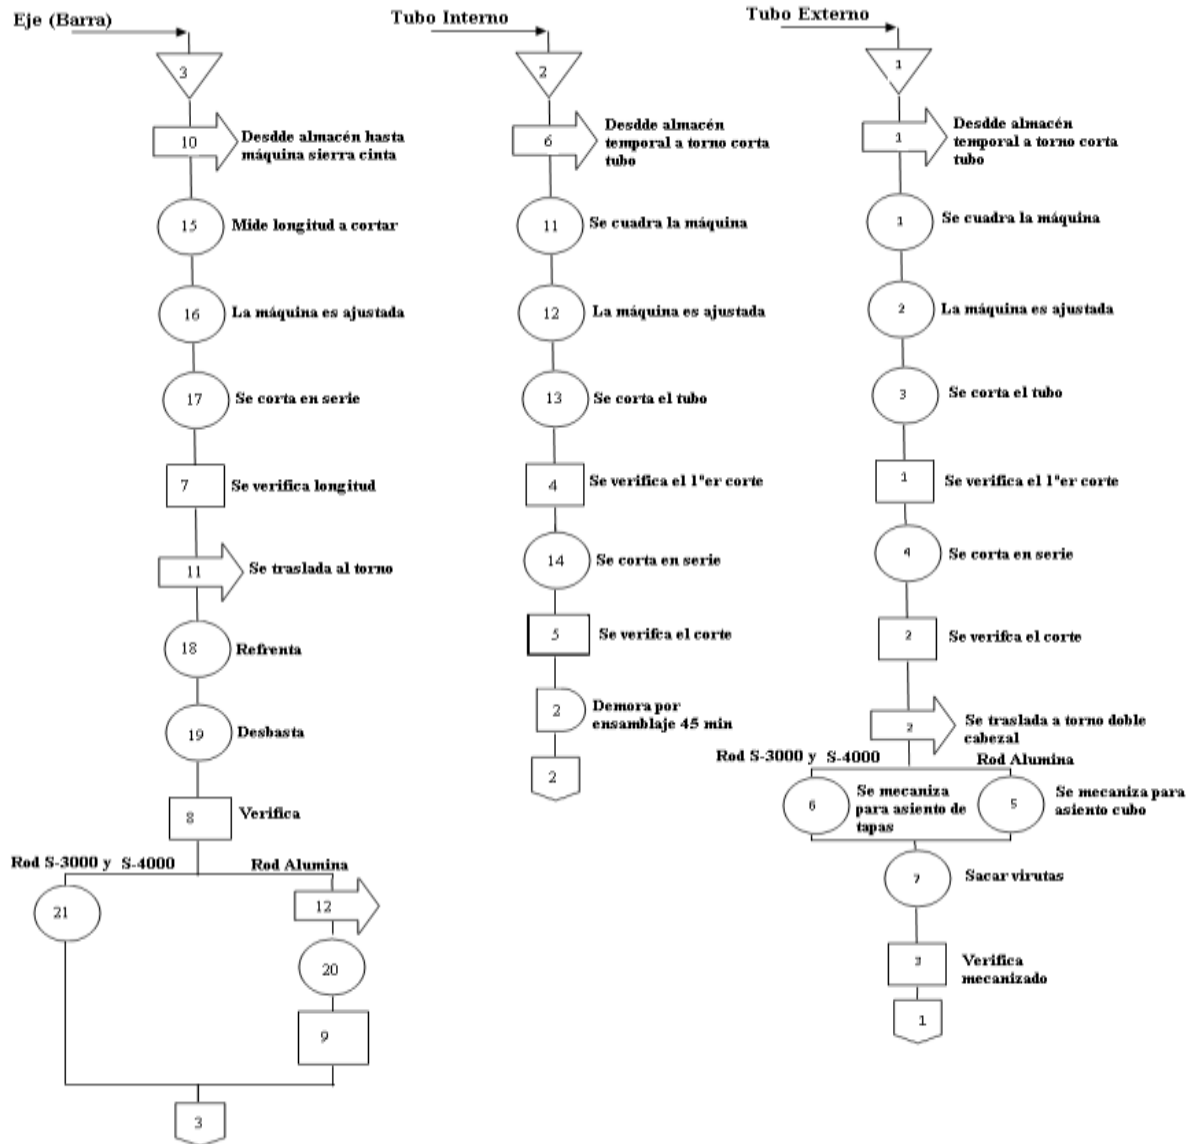 Eje (Barra)
3
10
Desdde almacén hasta
máquina sierra cinta
15
Mide longitud a cortar
16
La máquina es ajustada
17
Se corta en serie
7
Se verifica longitud
11
Se traslada al torno
18
Refrenta
19
Desbasta
8
Verifica
Rod S-3000 y S-4000
Rod Alumina
21
12
20
9
3
Tubo Interno
2
6
Desdde almacén
temporal a torno corta
tubo
11
Se cuadra la máquina
12
La máquina es ajustada
13
Se corta el tubo
4
Se verifica el 1"er corte
14
Se corta en serie
5
Se verifca el corte
2
Demora por
ensamblaje 45 min
2
Tubo Externo
1
1
Desdde almacén
temporal a torno corta
tubo
1
Se cuadra la máquina
2
La máquina es ajustada
3
Se corta el tubo
1
Se verifica el 1"er corte
4
Se corta en serie
2
Se verifca el corte
2
Se traslada a torno doble
cabezal
Rod S-3000 y S-4000
Rod Alumina
6
Se mecaniza
para asiento de
tapas
5
Se mecaniza para
asiento cubo
7
Sacar virutas
3
Verifica
mecanizado
1